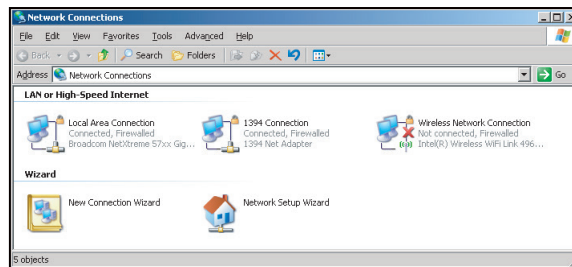 Network Connections
File Edit View Favorites Tools Advanced Help
Back Search Folders
Address Network Connections Go
LAN or High-Speed Internet
Local Area Connection
Connected, Firewalled
Broadcom NetXtreme 57xx Gig...
1394 Connection
Connected, Firewalled
1394 Net Adapter
Wireless Network Connection
Not connected, Firewalled
Intel(R) Wireless WiFi Link 496...
Wizard
New Connection Wizard
Network Setup Wizard
5 objects